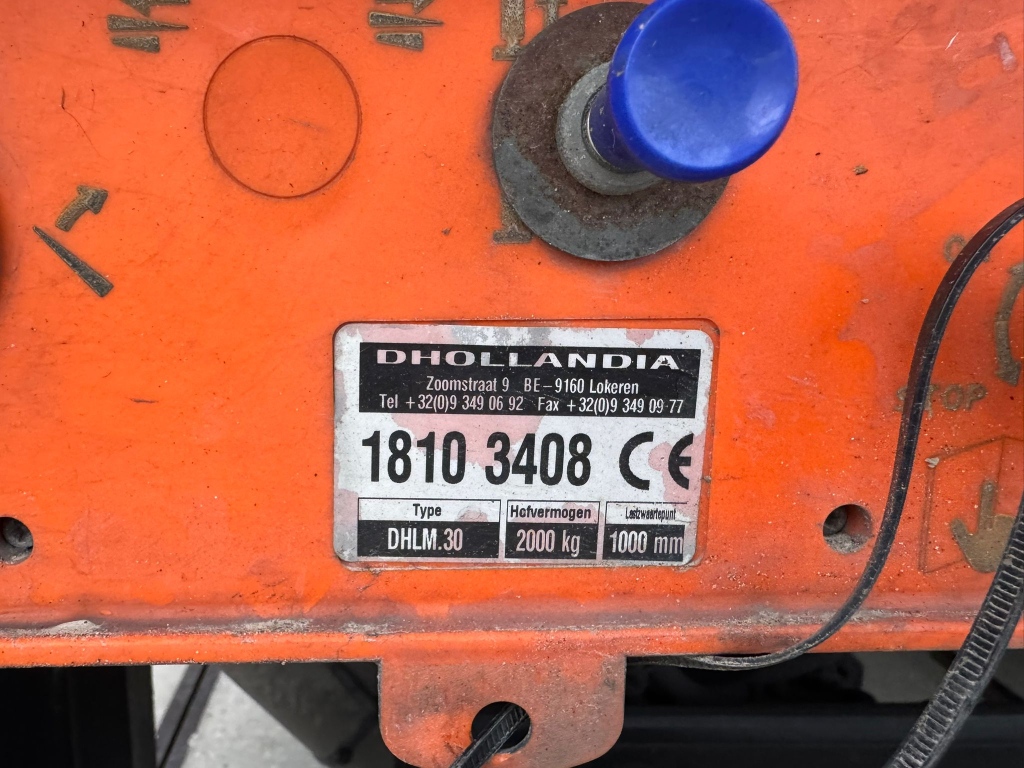 DHOLLANDIA
Zoomstraat 9 BE-9160 Lokeren
Tel +32(0)9 349 06 92 Fax +32(0)9 349 09 77
1810 3408 CE
Type Hefvermogen Lastzwaartepunt
DHLM.30 2000 kg 1000 mm
STOP